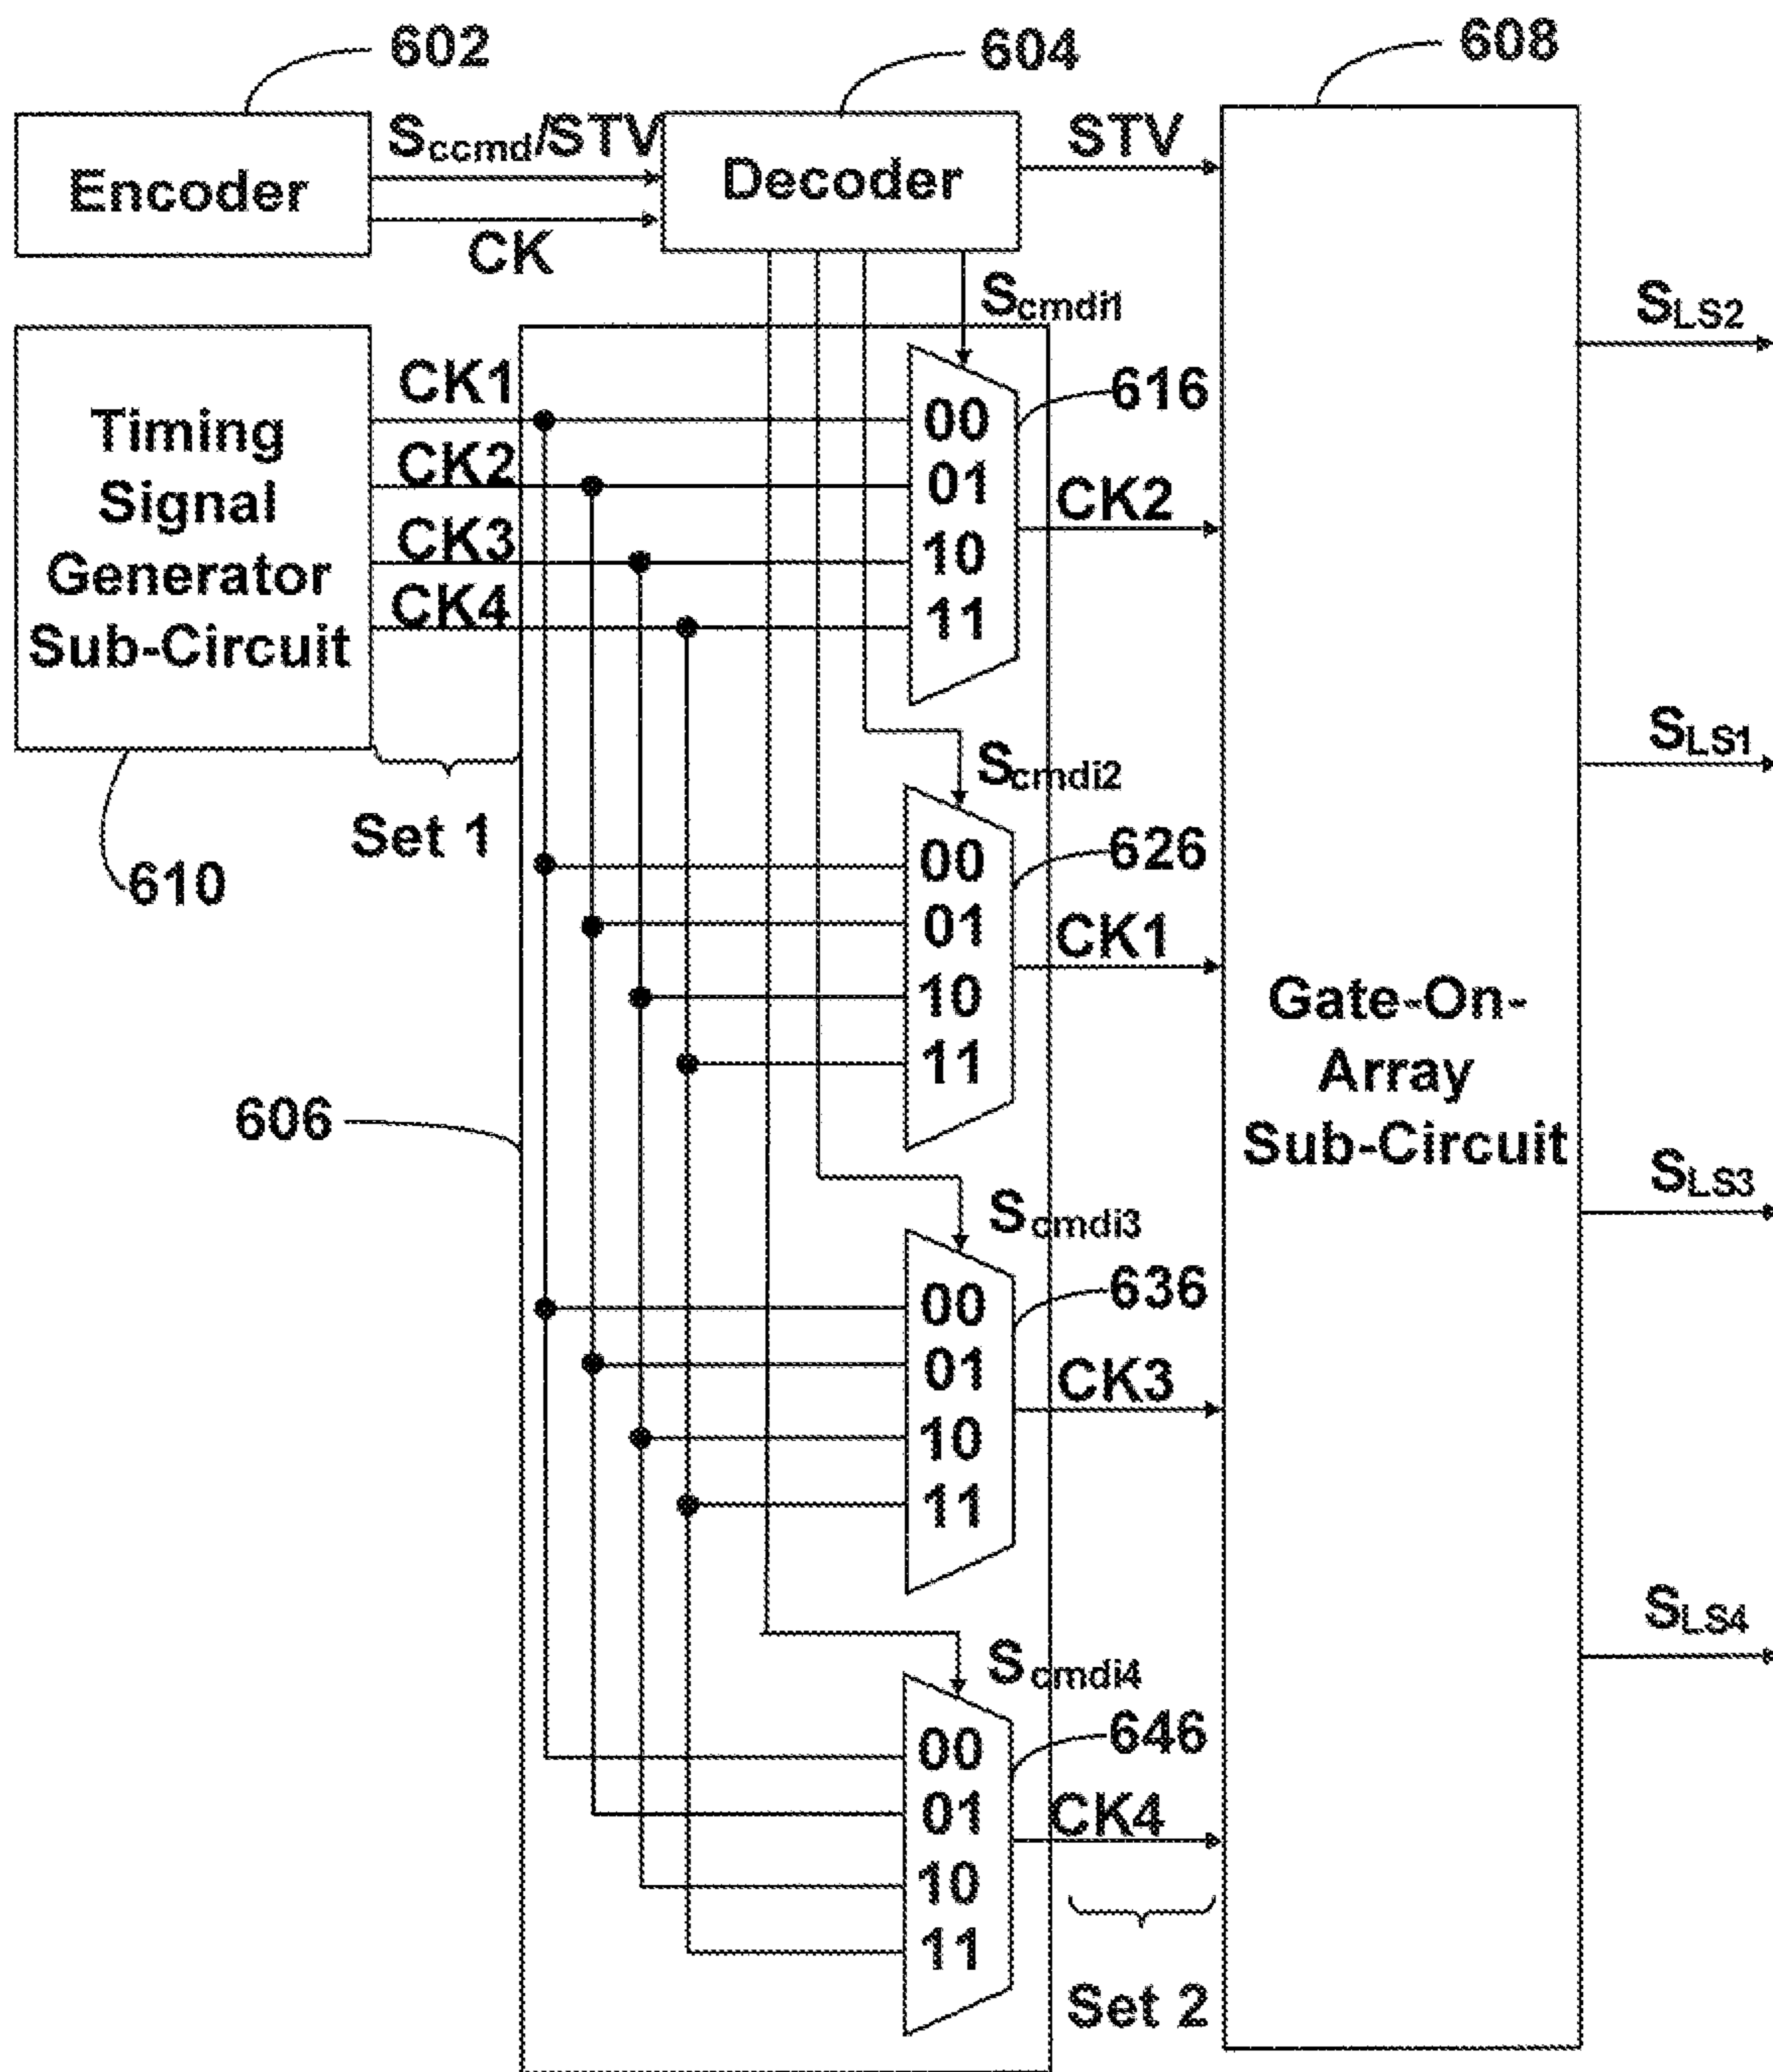 602
604
608
Encoder
Sccmd/STV
CK
Decoder
STV
Scmdi1
SLS2
Timing
Signal
Generator
Sub-Circuit
CK1
CK2
CK3
CK4
00
01
10
11
616
CK2
Set 1
610
Scmdi2
SLS1
00
01
10
11
626
CK1
606
Gate-On-
Array
Sub-Circuit
Scmdi3
SLS3
00
01
10
11
636
CK3
Scmdi4
SLS4
00
01
10
11
646
CK4
Set 2